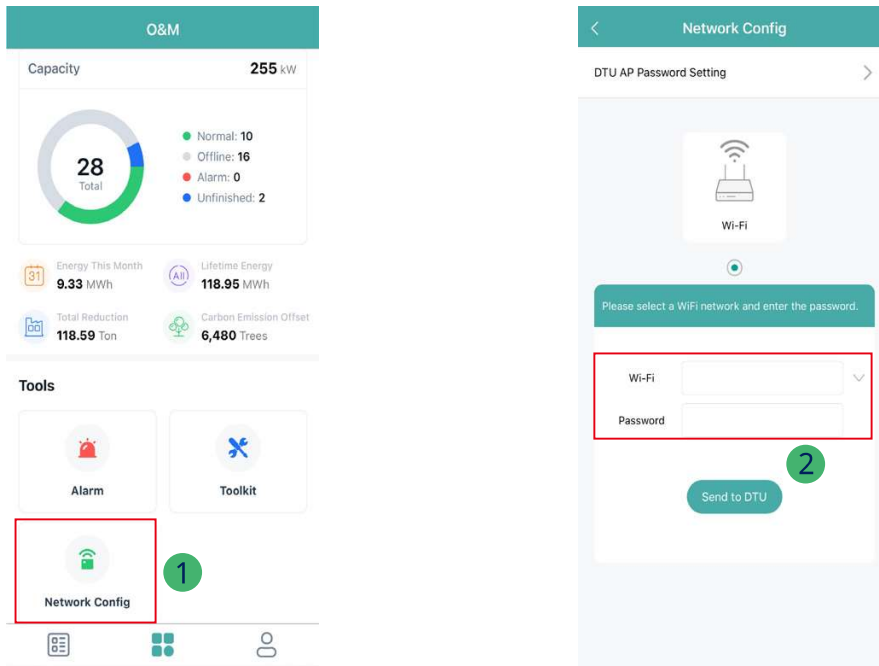 O&M
Capacity 255 kW
28
Total
Normal: 10
Offline: 16
Alarm: 0
Unfinished: 2
31 Energy This Month
9.33 MWh
All Lifetime Energy
118.95 MWh
Total Reduction
118.59 Ton
Carbon Emission Offset
6,480 Trees
Tools
Alarm
Toolkit
Network Config
1
Network Config
DTU AP Password Setting
Wi-Fi
Please select a WiFi network and enter the password.
Wi-Fi
Password
2
Send to DTU